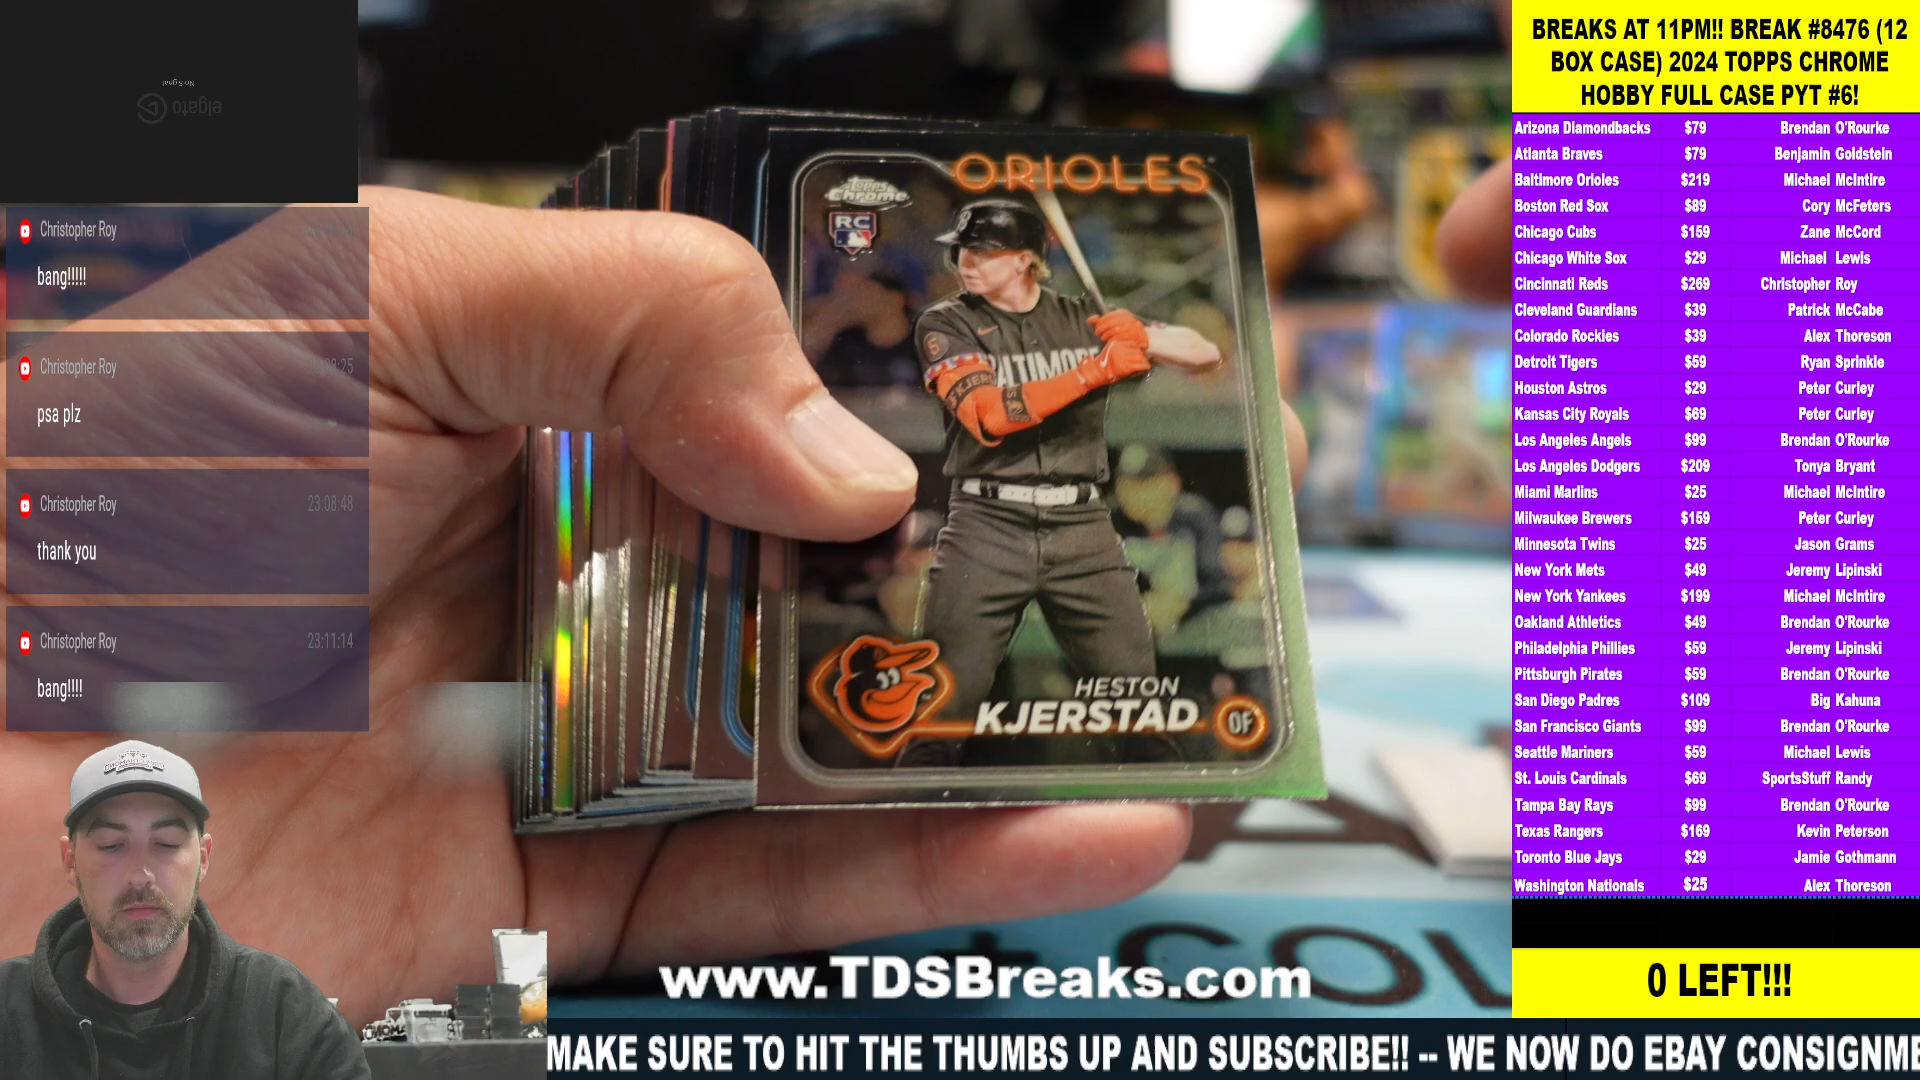 No Signal
elgato
Christopher Roy
bang!!!!!
Christopher Roy
psa plz
Christopher Roy 23:08:48
thank you
Christopher Roy 23:11:14
bang!!!!
ORIOLES
Topps
Chrome
RC
BALTIMORE
HESTON
KJERSTAD OF
COL
www.TDSBreaks.com
MAKE SURE TO HIT THE THUMBS UP AND SUBSCRIBE!! -- WE NOW DO EBAY CONSIGNME
BREAKS AT 11PM!! BREAK #8476 (12
BOX CASE) 2024 TOPPS CHROME
HOBBY FULL CASE PYT #6!
Arizona Diamondbacks $79 Brendan O'Rourke
Atlanta Braves $79 Benjamin Goldstein
Baltimore Orioles $219 Michael McIntire
Boston Red Sox $89 Cory McFeters
Chicago Cubs $159 Zane McCord
Chicago White Sox $29 Michael Lewis
Cincinnati Reds $269 Christopher Roy
Cleveland Guardians $39 Patrick McCabe
Colorado Rockies $39 Alex Thoreson
Detroit Tigers $59 Ryan Sprinkle
Houston Astros $29 Peter Curley
Kansas City Royals $69 Peter Curley
Los Angeles Angels $99 Brendan O'Rourke
Los Angeles Dodgers $209 Tonya Bryant
Miami Marlins $25 Michael McIntire
Milwaukee Brewers $159 Peter Curley
Minnesota Twins $25 Jason Grams
New York Mets $49 Jeremy Lipinski
New York Yankees $199 Michael McIntire
Oakland Athletics $49 Brendan O'Rourke
Philadelphia Phillies $59 Jeremy Lipinski
Pittsburgh Pirates $59 Brendan O'Rourke
San Diego Padres $109 Big Kahuna
San Francisco Giants $99 Brendan O'Rourke
Seattle Mariners $59 Michael Lewis
St. Louis Cardinals $69 SportsStuff Randy
Tampa Bay Rays $99 Brendan O'Rourke
Texas Rangers $169 Kevin Peterson
Toronto Blue Jays $29 Jamie Gothmann
Washington Nationals $25 Alex Thoreson
0 LEFT!!!